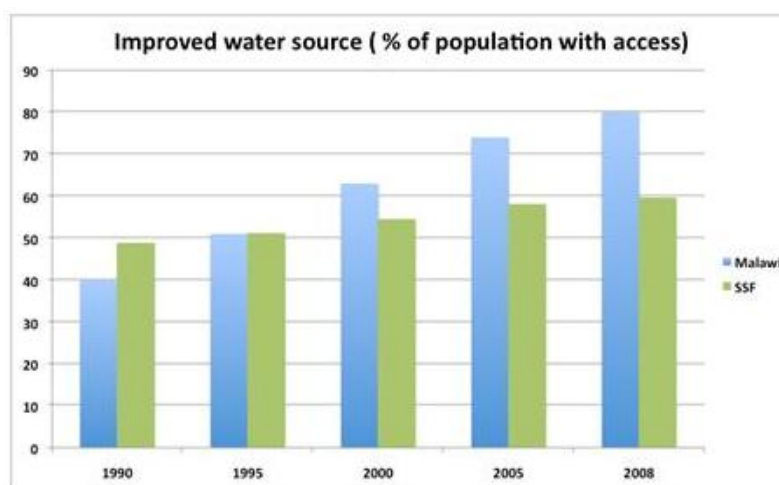 Improved water source ( % of population with access)
90
80
70
60
50
40
30
20
10
0
1990 1995 2000 2005 2008
Malawi
SSF